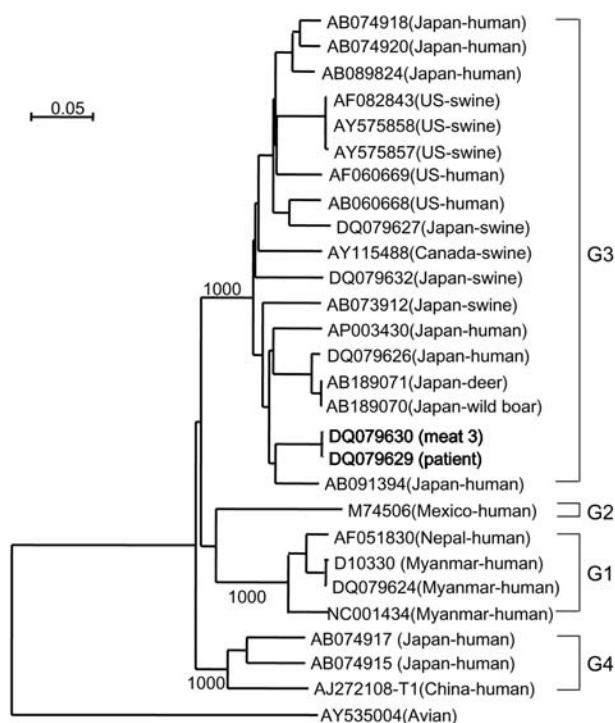 AB074918(Japan-human)
AB074920(Japan-human)
AB089824(Japan-human)
0.05
AF082843(US-swine)
AY575858(US-swine)
AY575857(US-swine)
AF060669(US-human)
AB060668(US-human)
DQ079627(Japan-swine)
AY115488(Canada-swine)
G3
DQ079632(Japan-swine)
1000
AB073912(Japan-swine)
AP003430(Japan-human)
DQ079626(Japan-human)
AB189071(Japan-deer)
AB189070(Japan-wild boar)
DQ079630 (meat 3)
DQ079629 (patient)
AB091394(Japan-human)
M74506(Mexico-human)
G2
AF051830(Nepal-human)
D10330 (Myanmar-human)
G1
DQ079624(Myanmar-human)
1000
NC001434(Myanmar-human)
AB074917 (Japan-human)
AB074915 (Japan-human)
G4
1000
AJ272108-T1(China-human)
AY535004(Avian)